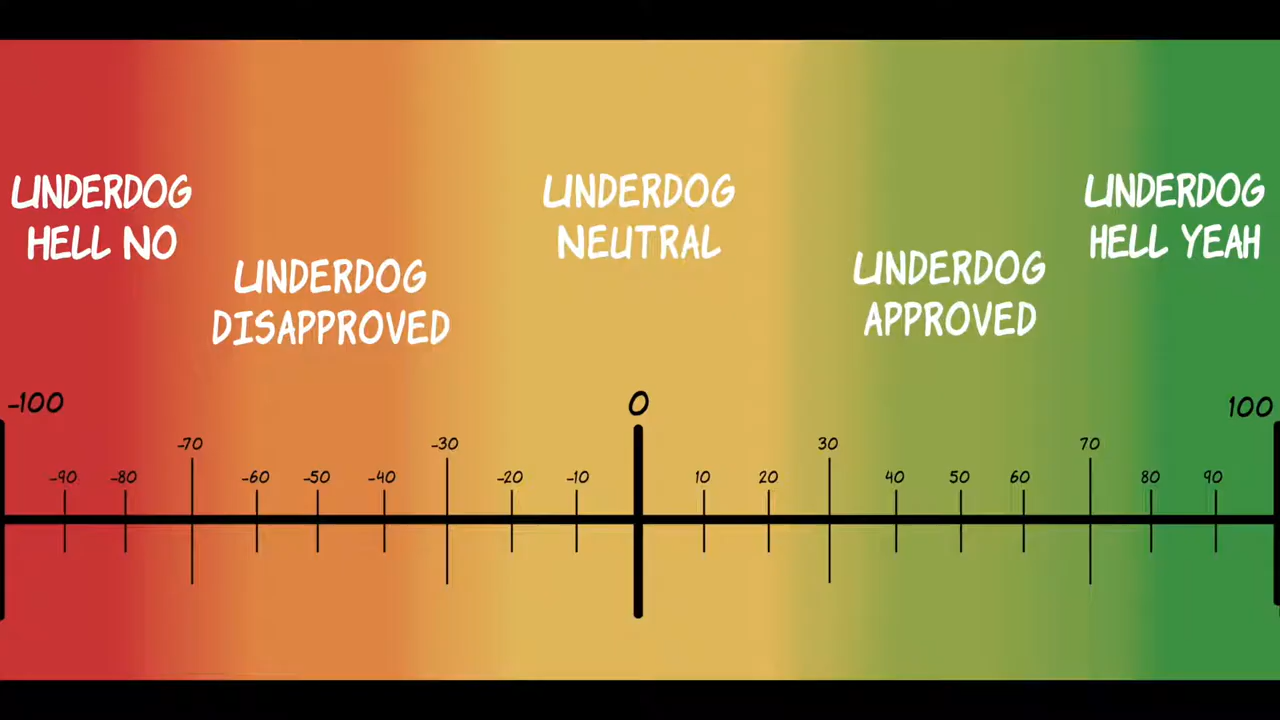 UNDERDOG
HELL NO
UNDERDOG
DISAPPROVED
UNDERDOG
NEUTRAL
UNDERDOG
APPROVED
UNDERDOG
HELL YEAH
-100 0 100
-70 -30 30 70
-90 -80 -60 -50 -40 -20 -10 10 20 40 50 60 80 90